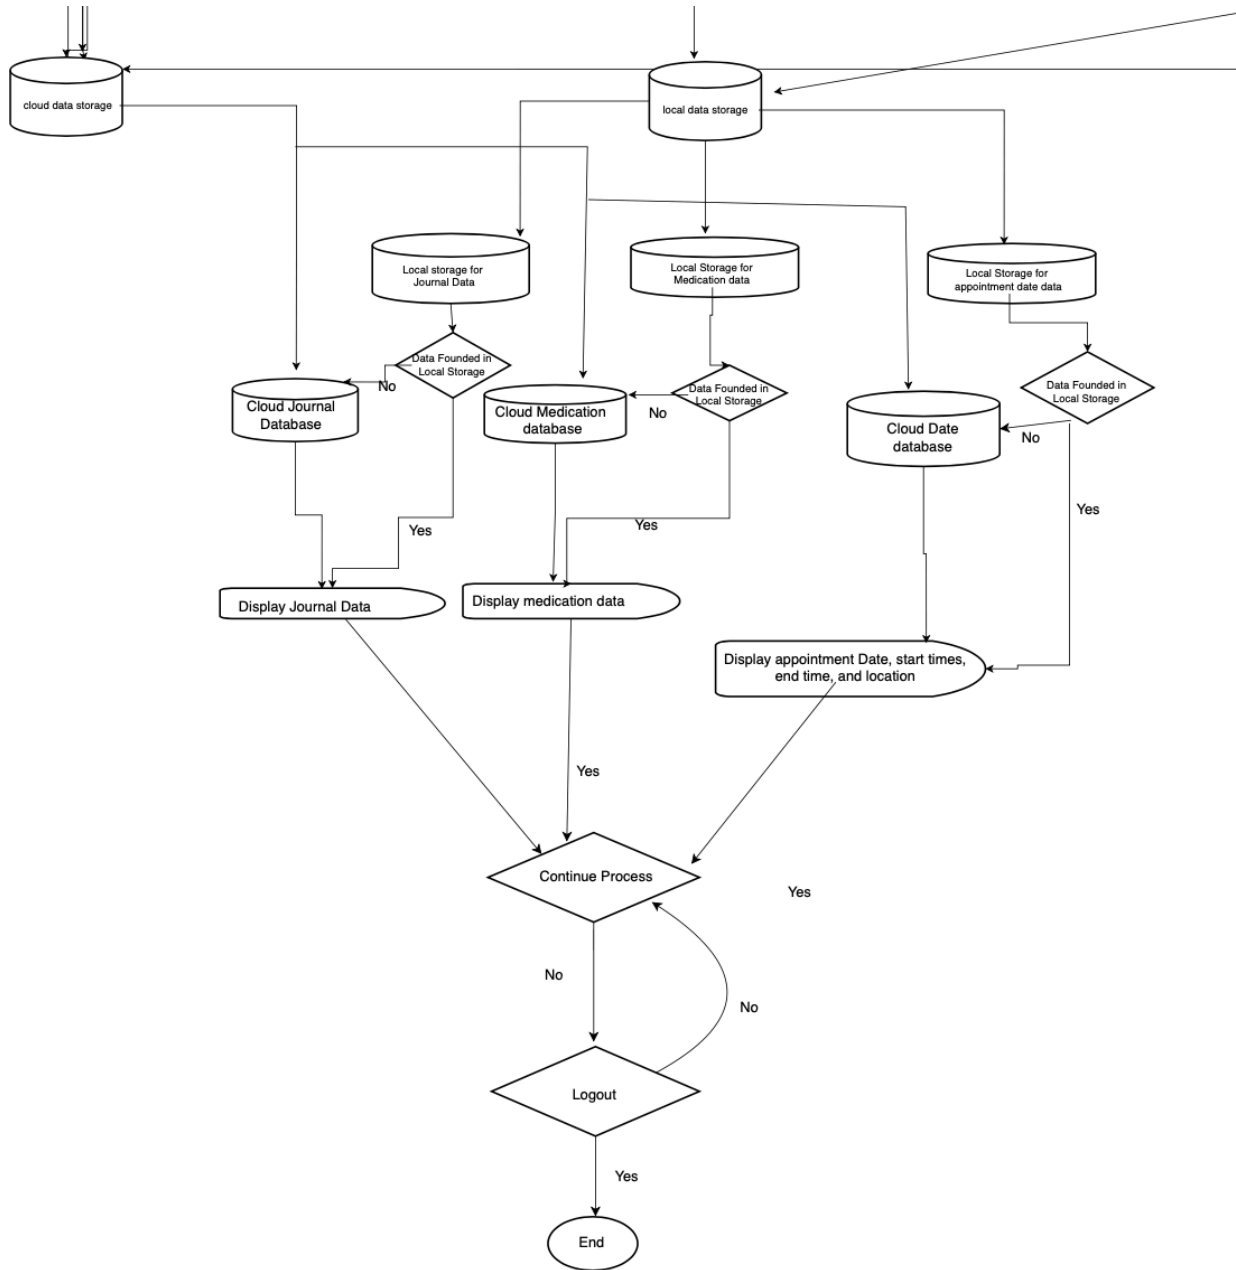 cloud data storage
local data storage
Local storage for
Journal Data
Local Storage for
Medication data
Local Storage for
appointment date data
Data Founded in
Local Storage
No
Cloud Journal
Database
Data Founded in
Local Storage
No
Cloud Medication
database
Data Founded in
Local Storage
No
Cloud Date
database
Yes
Yes
Yes
Display Journal Data
Display medication data
Display appointment Date, start times,
end time, and location
Yes
Continue Process
Yes
No
No
Logout
Yes
End